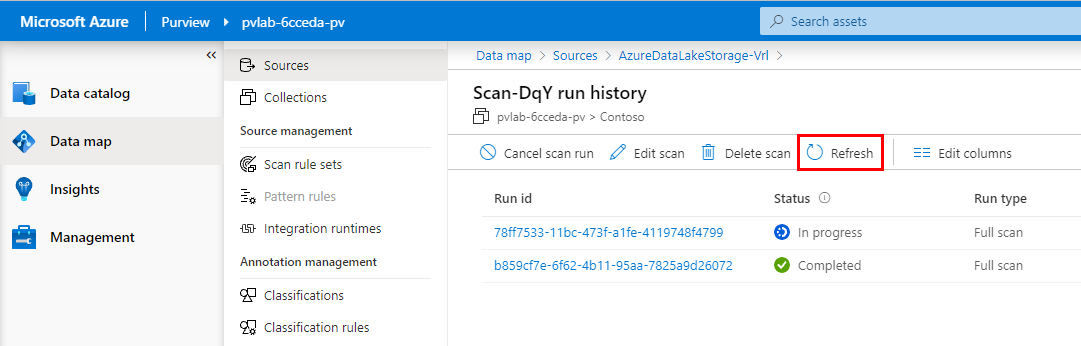 Microsoft Azure Purview pvlab-6cceda-pv Search assets
«
Data catalog
Data map
Insights
Management
Sources
Collections
Source management
Scan rule sets
Pattern rules
Integration runtimes
Annotation management
Classifications
Classification rules
Data map > Sources > AzureDataLakeStorage-Vrl >
Scan-DqY run history
pvlab-6cceda-pv > Contoso
Cancel scan run Edit scan Delete scan Refresh Edit columns
Run id Status Run type
78ff7533-11bc-473f-a1fe-4119748f4799 In progress Full scan
b859cf7e-6f62-4b11-95aa-7825a9d26072 Completed Full scan